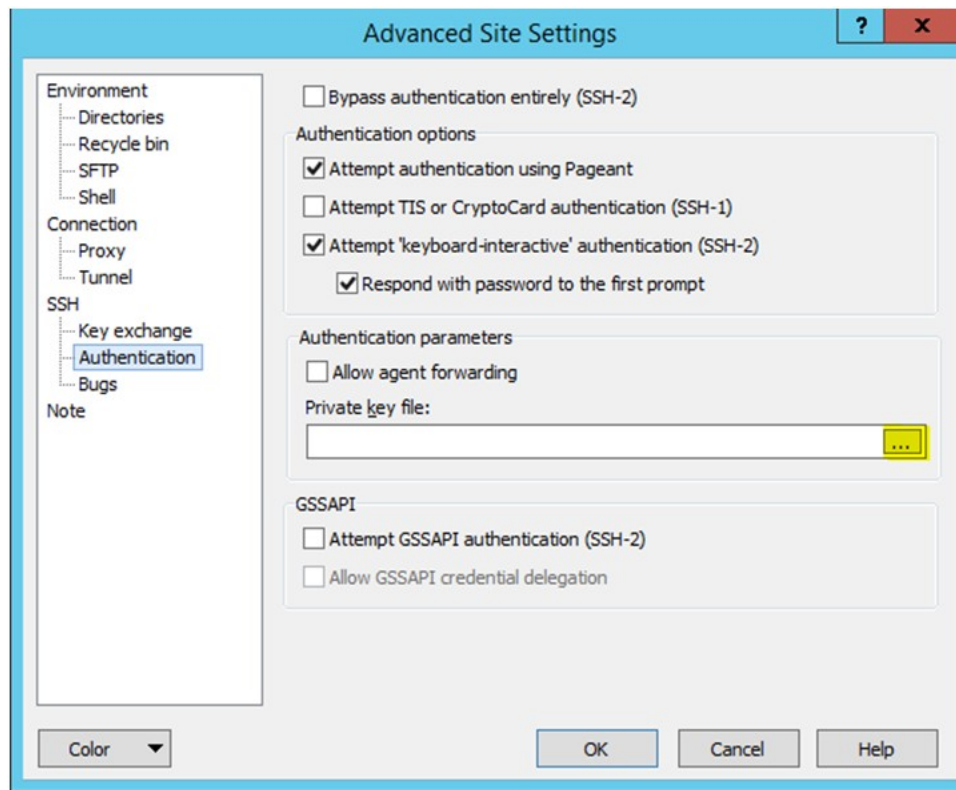 Advanced Site Settings
?
x
Environment
Directories
Recycle bin
SFTP
Shell
Connection
Proxy
Tunnel
SSH
Key exchange
Authentication
Bugs
Note
Bypass authentication entirely (SSH-2)
Authentication options
Attempt authentication using Pageant
Attempt TIS or CryptoCard authentication (SSH-1)
Attempt 'keyboard-interactive' authentication (SSH-2)
Respond with password to the first prompt
Authentication parameters
Allow agent forwarding
Private key file:
...
GSSAPI
Attempt GSSAPI authentication (SSH-2)
Allow GSSAPI credential delegation
Color
OK
Cancel
Help